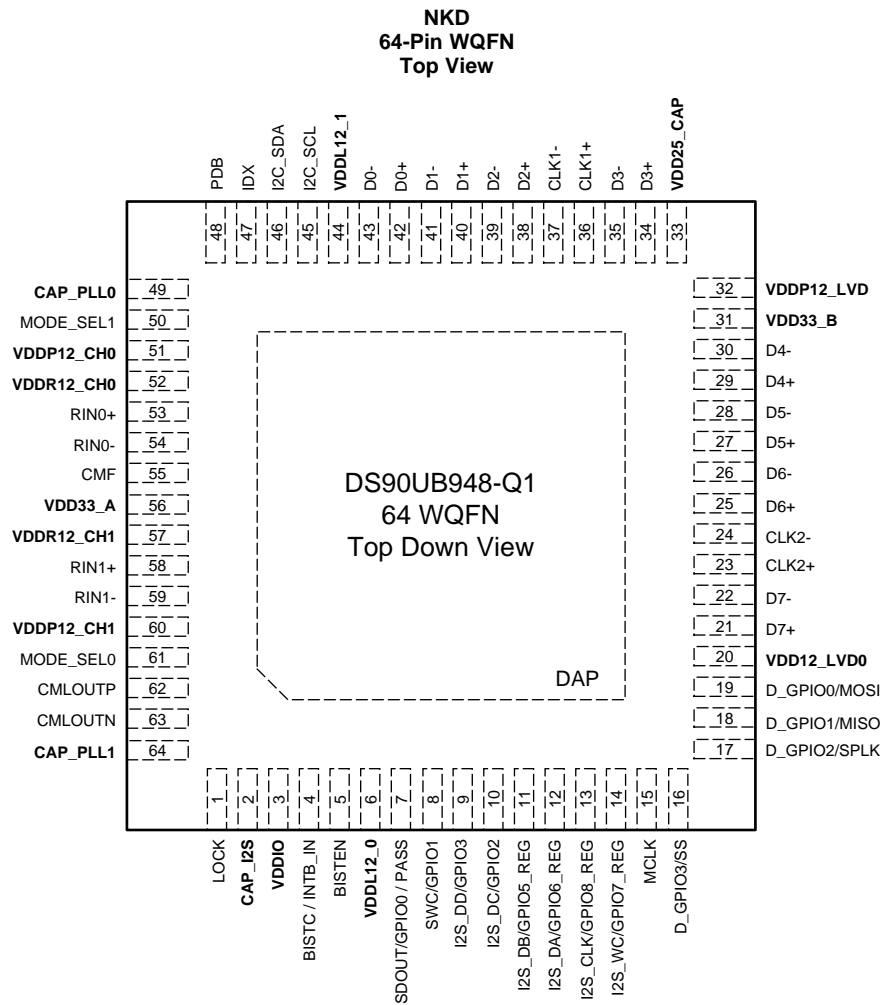 NKD
64-Pin WQFN
Top View
PDB
IDX
I2C_SDA
I2C_SCL
VDDL12_1
D0-
D0+
D1-
D1+
D2-
D2+
CLK1-
CLK1+
D3-
D3+
VDD25_CAP
48
47
46
45
44
43
42
41
40
39
38
37
36
35
34
33
CAP_PLL0 49
MODE_SEL1 50
VDDP12_CH0 51
VDDR12_CH0 52
RIN0+ 53
RIN0- 54
CMF 55
VDD33_A 56
VDDR12_CH1 57
RIN1+ 58
RIN1- 59
VDDP12_CH1 60
MODE_SEL0 61
CMLOUTP 62
CMLOUTN 63
CAP_PLL1 64
DS90UB948-Q1
64 WQFN
Top Down View
DAP
32 VDDP12_LVD
31 VDD33_B
30 D4-
29 D4+
28 D5-
27 D5+
26 D6-
25 D6+
24 CLK2-
23 CLK2+
22 D7-
21 D7+
20 VDD12_LVD0
19 D_GPIO0/MOSI
18 D_GPIO1/MISO
17 D_GPIO2/SPLK
1
2
3
4
5
6
7
8
9
10
11
12
13
14
15
16
LOCK
CAP_I2S
VDDIO
BISTC / INTB_IN
BISTEN
VDDL12_0
SDOUT/GPIO0 / PASS
SWC/GPIO1
I2S_DD/GPIO3
I2S_DC/GPIO2
I2S_DB/GPIO5_REG
I2S_DA/GPIO6_REG
I2S_CLK/GPIO8_REG
I2S_WC/GPIO7_REG
MCLK
D_GPIO3/SS